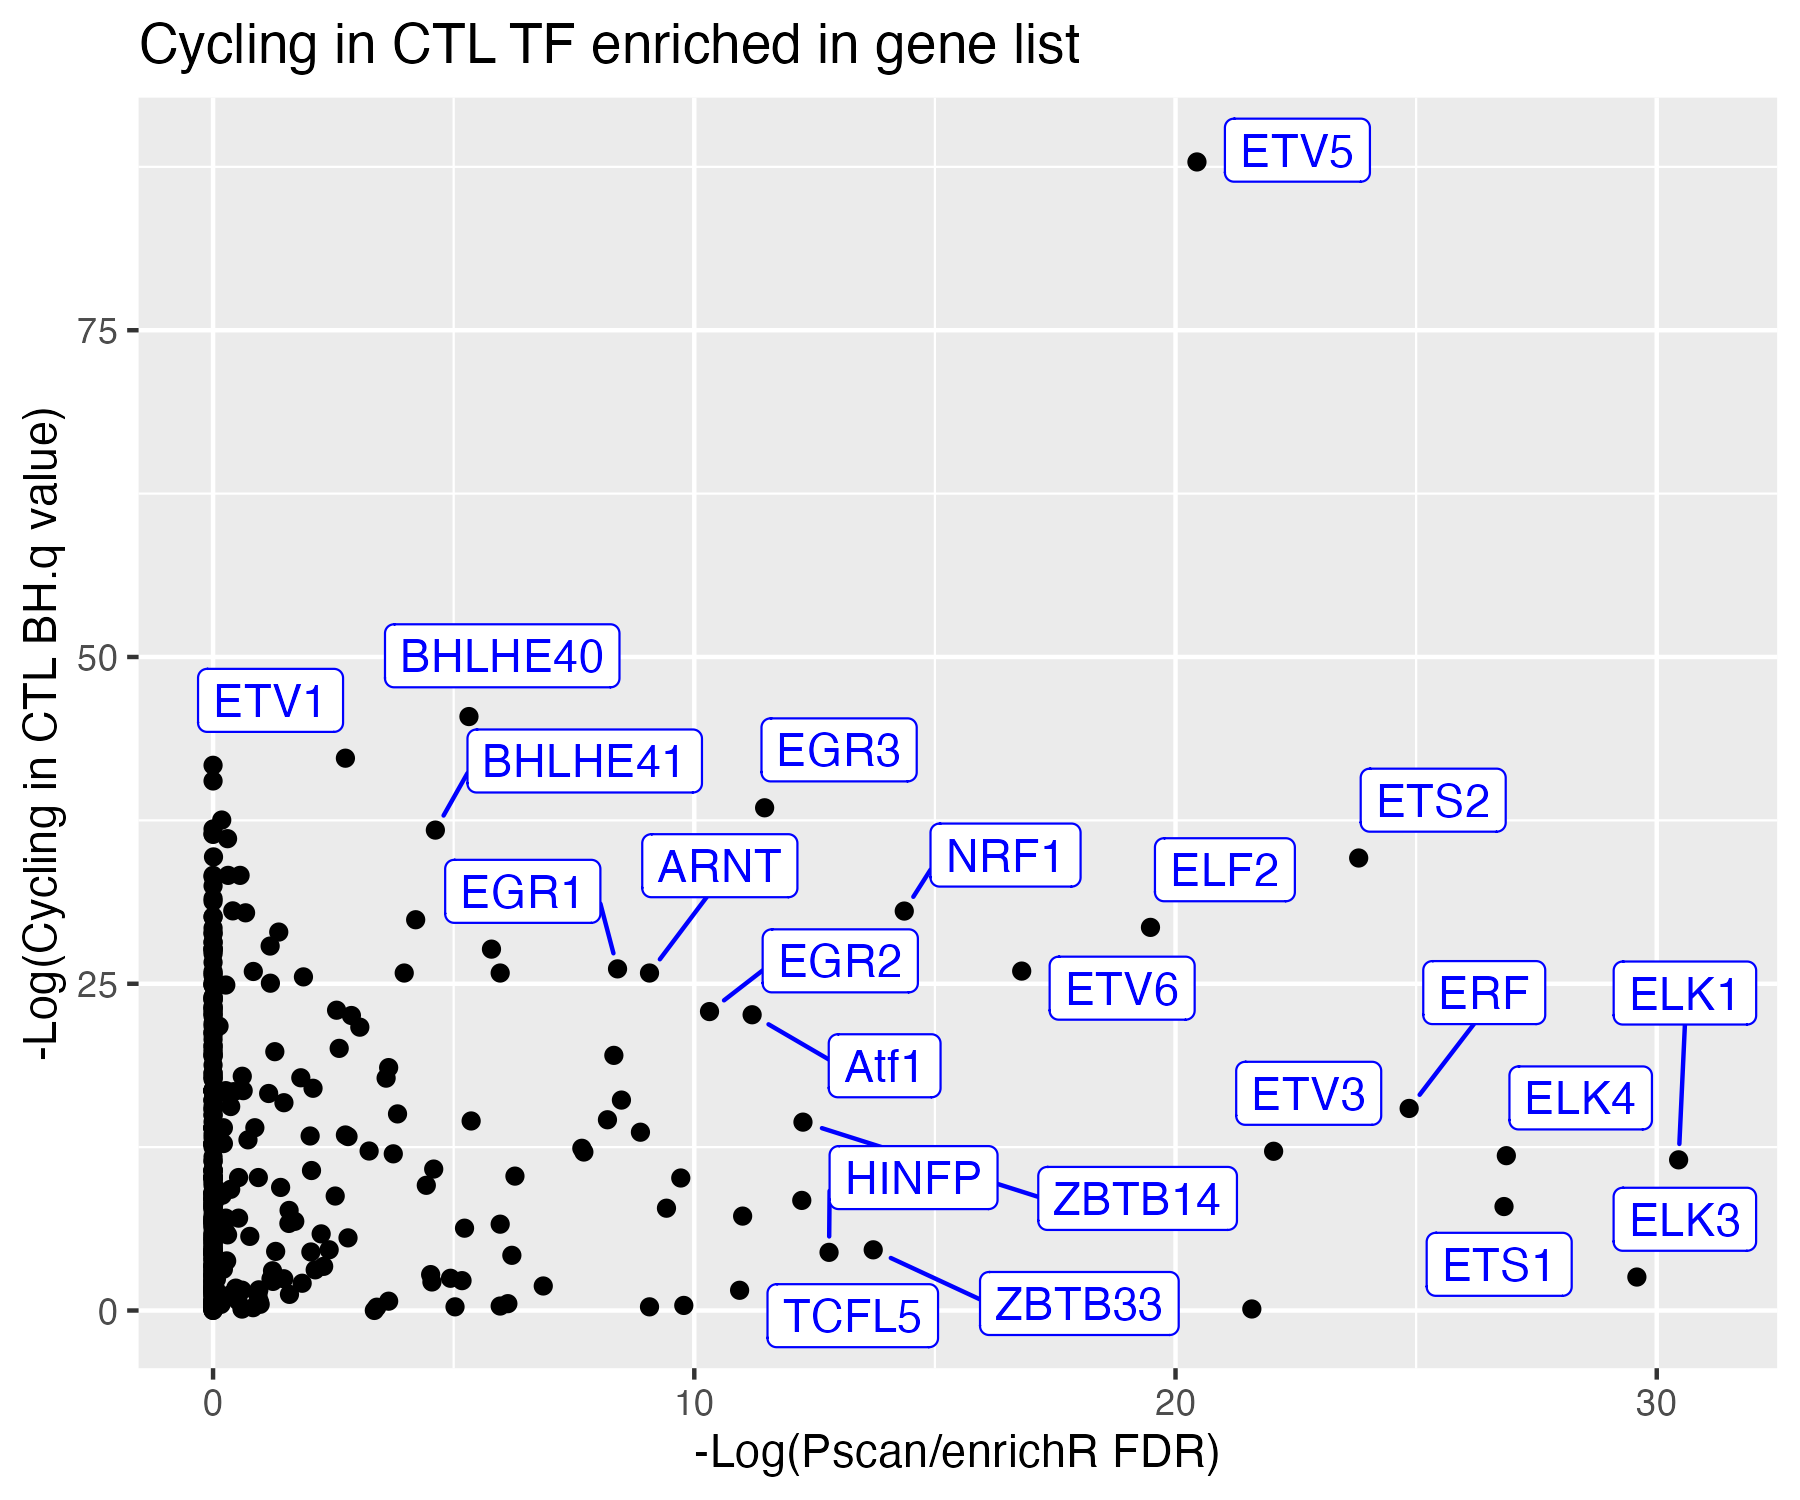 Cycling in CTL TF enriched in gene list
-Log(Cycling in CTL BH.q value)
75
50
25
0
ETV5
BHLHE40
ETV1
BHLHE41
EGR3
ETS2
NRF1
ARNT
ELF2
EGR1
EGR2
ETV6
ERF
ELK1
Atf1
ETV3
ELK4
HINFP
ZBTB14
ELK3
ETS1
ZBTB33
TCFL5
0
10
20
30
-Log(Pscan/enrichR FDR)